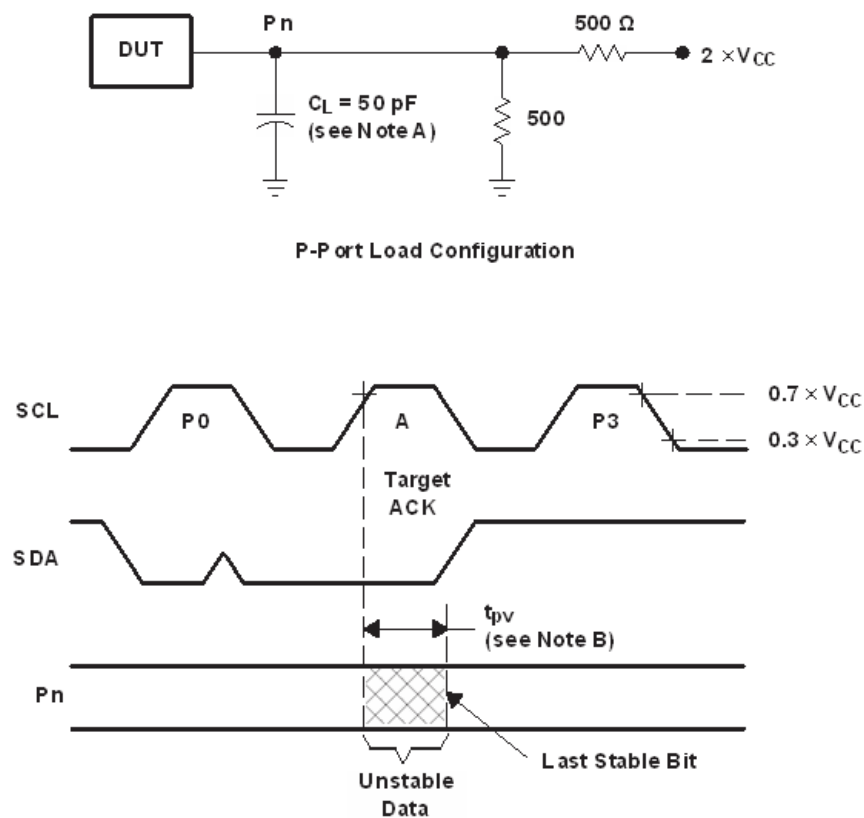 DUT
Pn
500 Ω
2 × VCC
CL = 50 pF
(see Note A)
500
P-Port Load Configuration
SCL
P0
A
P3
0.7 × VCC
0.3 × VCC
Target
ACK
SDA
tpv
(see Note B)
Pn
Last Stable Bit
Unstable
Data